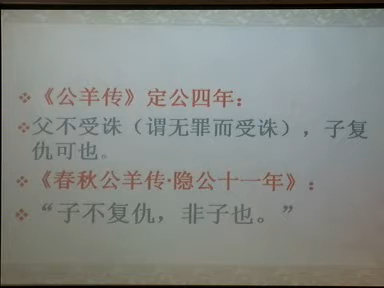 《公羊传》定公四年：
父不受诛（谓无罪而受诛），子复
仇可也。
《春秋公羊传·隐公十一年》：
“子不复仇，非子也。”